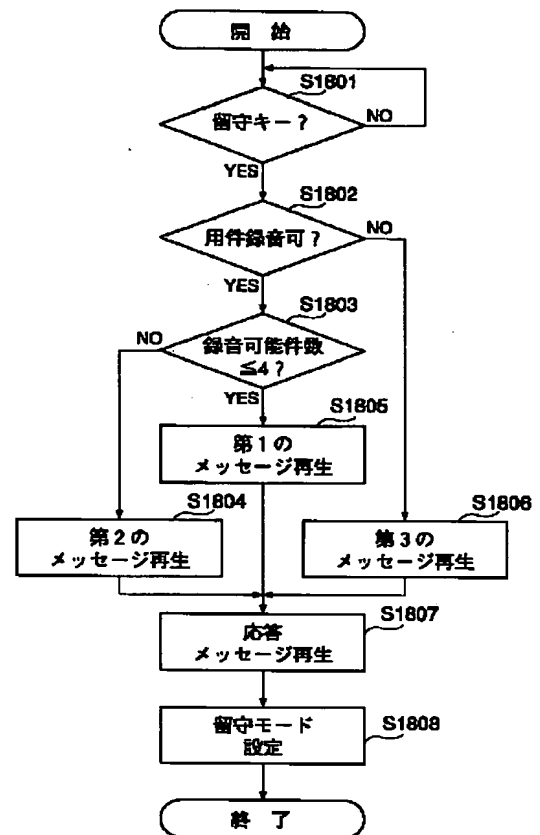 開 始
S1801
留守キー?
NO
YES
S1802
用件録音可?
NO
YES
S1803
NO
録音可能件数
≦4?
YES
S1805
第1の
メッセージ再生
S1804
第2の
メッセージ再生
S1806
第3の
メッセージ再生
S1807
応答
メッセージ再生
S1808
留守モード
設定
終 了